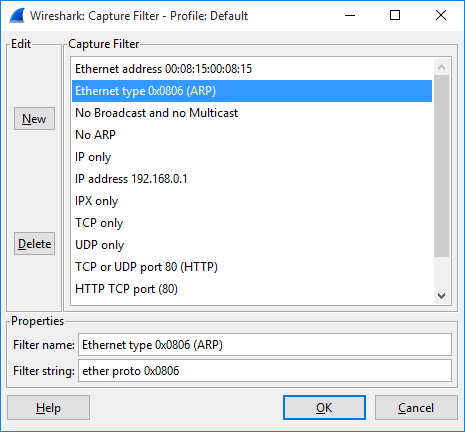 Wireshark: Capture Filter - Profile: Default
Edit
Capture Filter
Ethernet address 00:08:15:00:08:15
Ethernet type 0x0806 (ARP)
No Broadcast and no Multicast
New
No ARP
IP only
IP address 192.168.0.1
IPX only
TCP only
Delete
UDP only
TCP or UDP port 80 (HTTP)
HTTP TCP port (80)
Properties
Filter name: Ethernet type 0x0806 (ARP)
Filter string: ether proto 0x0806
Help
OK
Cancel